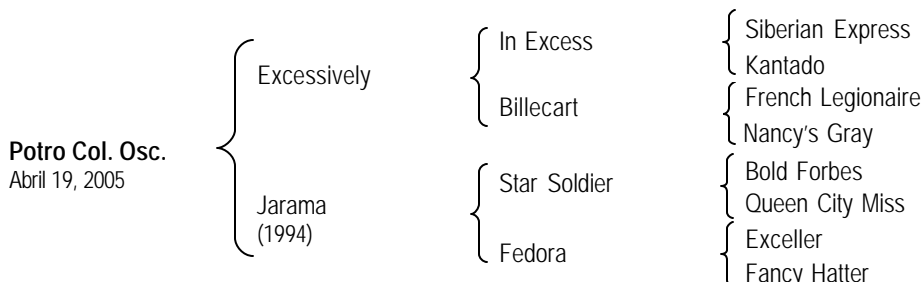 Potro Col. Osc.
Abril 19, 2005
Excessively
Jarama
(1994)
In Excess
Billecart
Star Soldier
Fedora
Siberian Express
Kantado
French Legionaire
Nancy's Gray
Bold Forbes
Queen City Miss
Exceller
Fancy Hatter